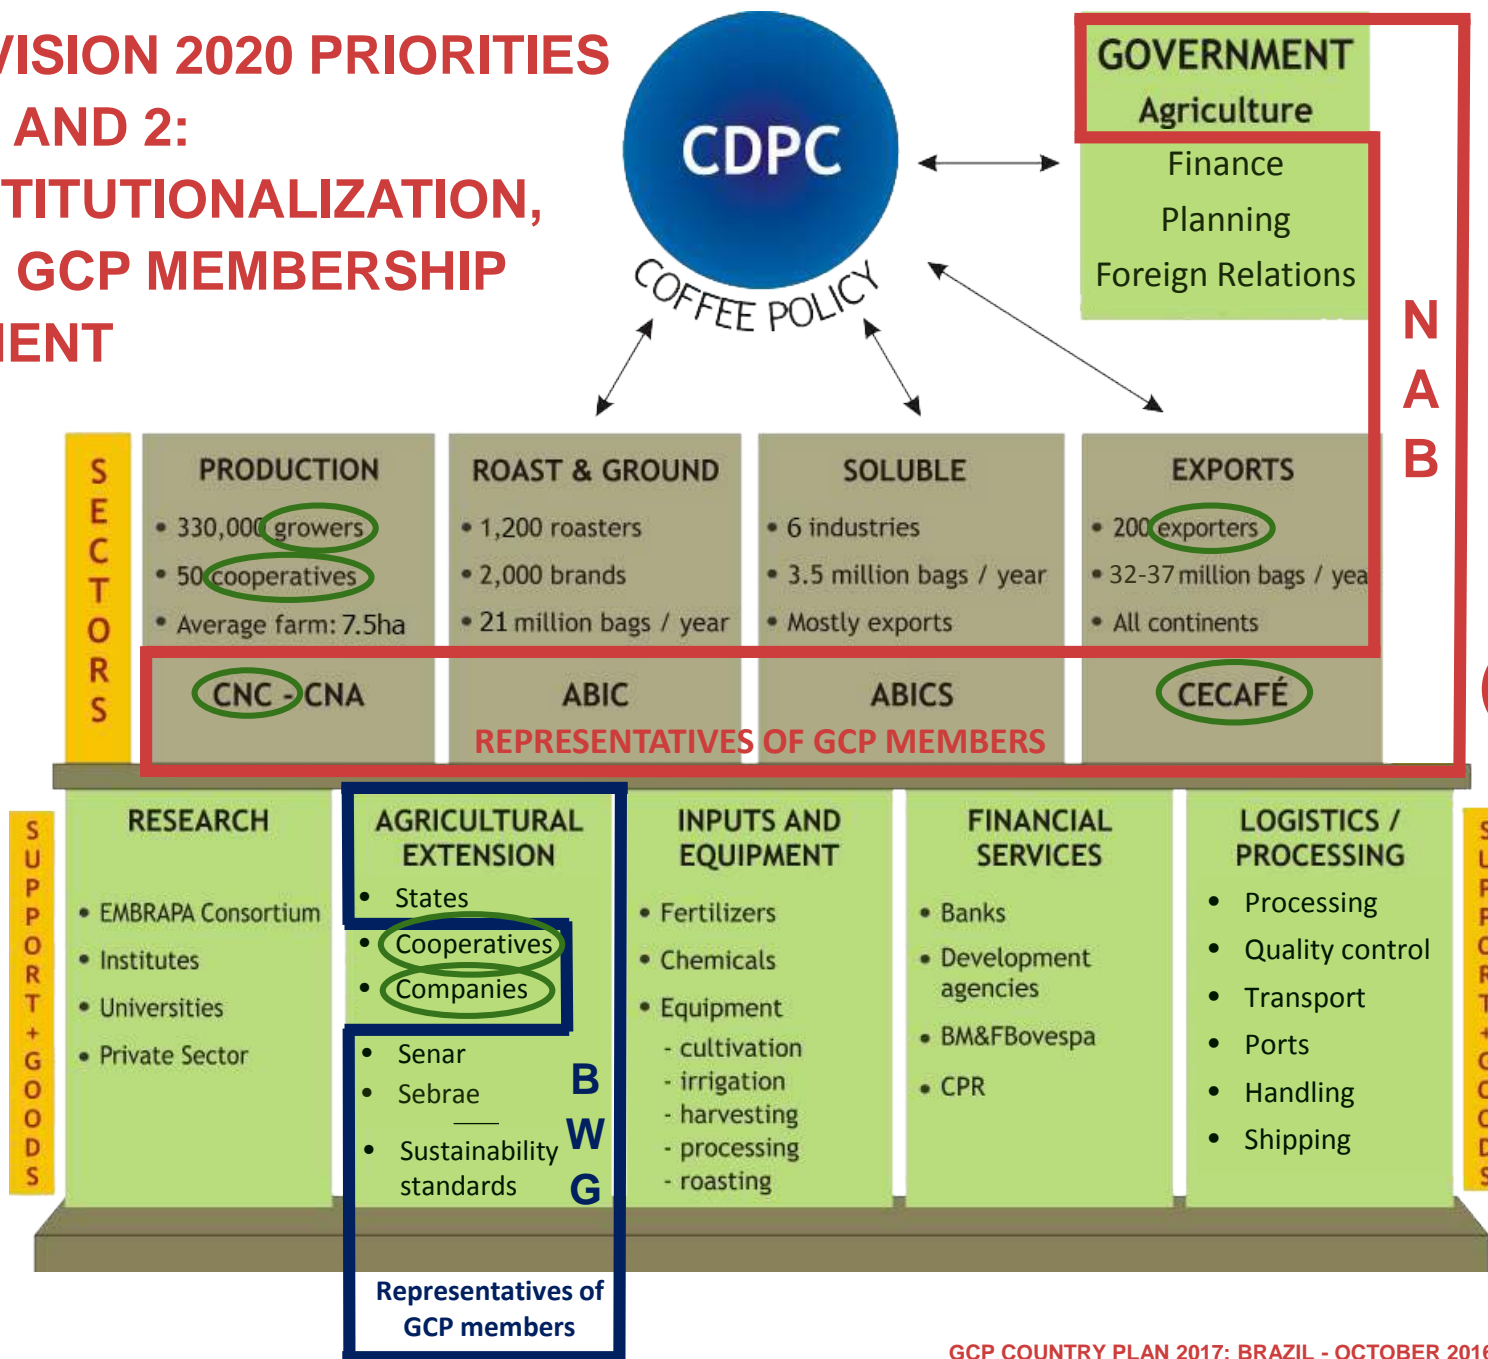 VISION 2020 PRIORITIES
AND 2:
TITUTIONALIZATION,
GCP MEMBERSHIP
MENT
CDPC
COFFEE POLICY
GOVERNMENT
Agriculture
Finance
Planning
Foreign Relations
N
A
B
SECTORS
PRODUCTION
• 330,000 growers
• 50 cooperatives
• Average farm: 7.5ha
CNC - CNA
ROAST & GROUND
• 1,200 roasters
• 2,000 brands
• 21 million bags / year
ABIC
SOLUBLE
• 6 industries
• 3.5 million bags / year
• Mostly exports
ABICS
EXPORTS
• 200 exporters
• 32-37 million bags / yea
• All continents
CECAFÉ
REPRESENTATIVES OF GCP MEMBERS
SUPPORT+GOODS
RESEARCH
• EMBRAPA Consortium
• Institutes
• Universities
• Private Sector
AGRICULTURAL
EXTENSION
• States
• Cooperatives
• Companies
• Senar
• Sebrae
• Sustainability
standards
B
W
G
Representatives of
GCP members
INPUTS AND
EQUIPMENT
• Fertilizers
• Chemicals
• Equipment
- cultivation
- irrigation
- harvesting
- processing
- roasting
FINANCIAL
SERVICES
• Banks
• Development
agencies
• BM&FBovespa
• CPR
LOGISTICS /
PROCESSING
• Processing
• Quality control
• Transport
• Ports
• Handling
• Shipping
SUPPORT+GOODS
GCP COUNTRY PLAN 2017: BRAZIL - OCTOBER 2016